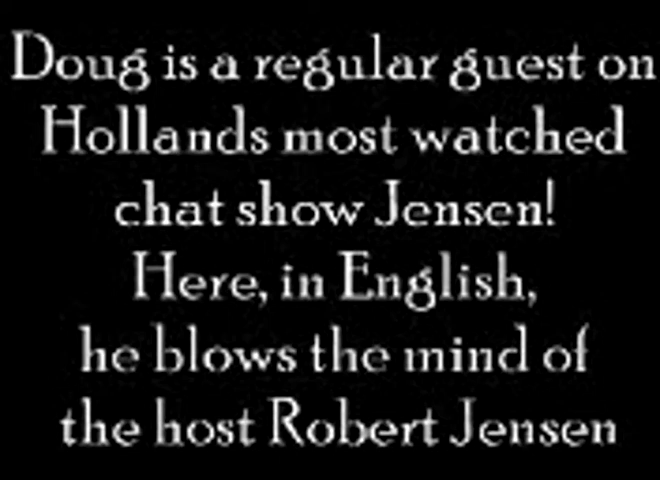 Doug is a regular guest on
Hollands most watched
chat show Jensen!
Here, in English,
he blows the mind of
the host Robert Jensen